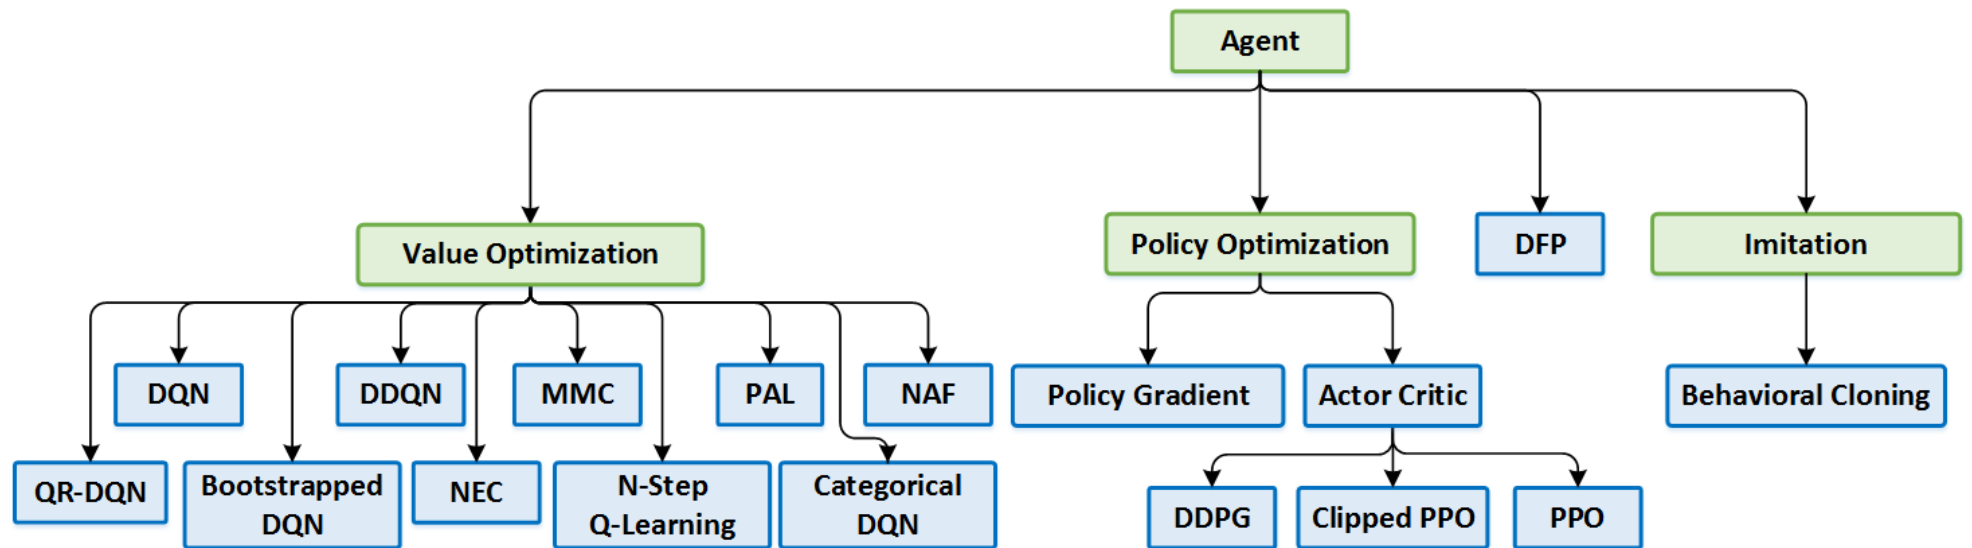 Agent
Value Optimization
Policy Optimization
DFP
Imitation
DQN
DDQN
MMC
PAL
NAF
Policy Gradient
Actor Critic
Behavioral Cloning
QR-DQN
Bootstrapped
DQN
NEC
N-Step
Q-Learning
Categorical
DQN
DDPG
Clipped PPO
PPO